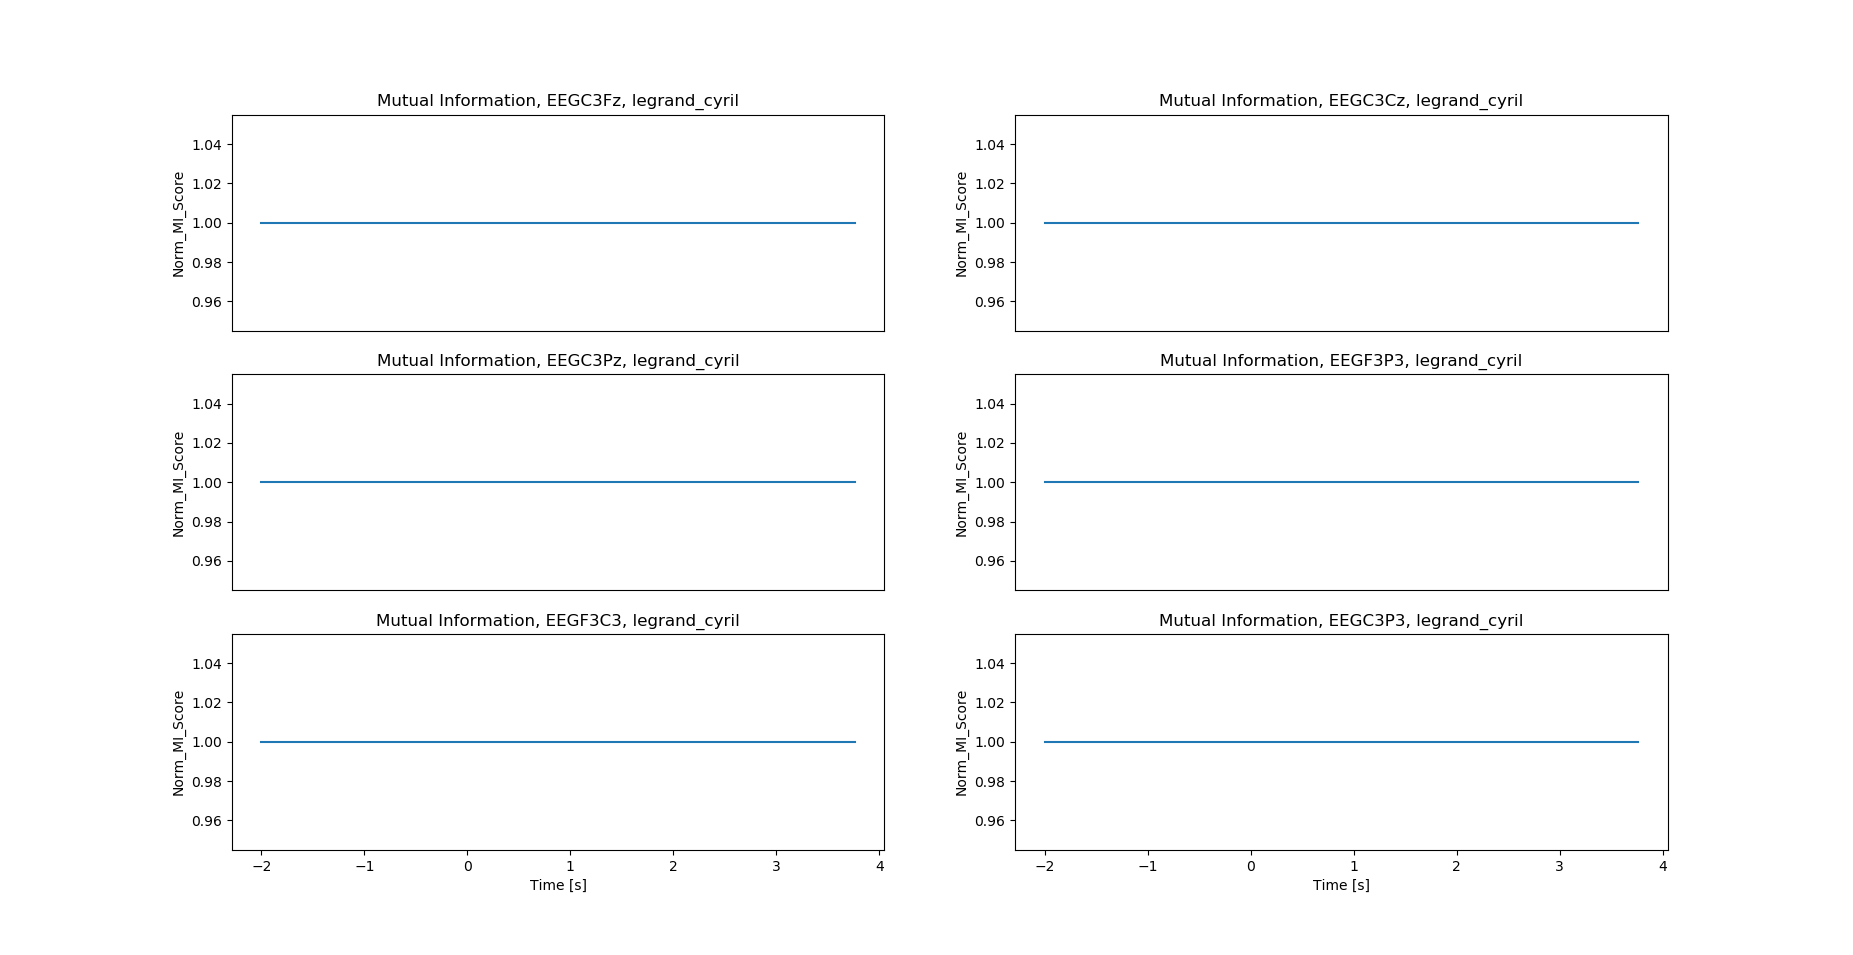 Mutual Information, EEGC3Fz, legrand_cyril
1.04
1.02
1.00
0.98
0.96
Norm_MI_Score
Mutual Information, EEGC3Cz, legrand_cyril
1.04
1.02
1.00
0.98
0.96
Norm_MI_Score
Mutual Information, EEGC3Pz, legrand_cyril
1.04
1.02
1.00
0.98
0.96
Norm_MI_Score
Mutual Information, EEGF3P3, legrand_cyril
1.04
1.02
1.00
0.98
0.96
Norm_MI_Score
Mutual Information, EEGF3C3, legrand_cyril
1.04
1.02
1.00
0.98
0.96
Norm_MI_Score
−2 −1 0 1 2 3 4
Time [s]
Mutual Information, EEGC3P3, legrand_cyril
1.04
1.02
1.00
0.98
0.96
Norm_MI_Score
−2 −1 0 1 2 3 4
Time [s]